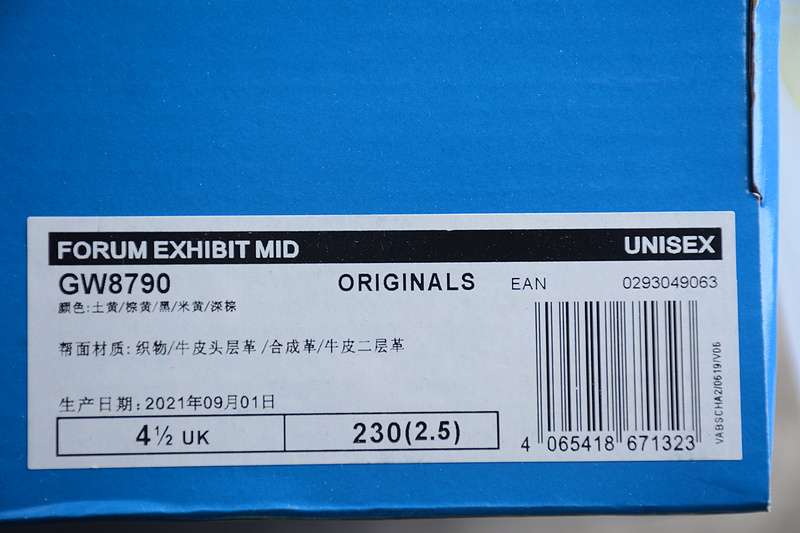 FORUM EXHIBIT MID UNISEX
GW8790 ORIGINALS EAN 0293049063
颜色:土黄/棕黄/黑/米黄/深棕
帮面材质: 织物/牛皮头层革 /合成革/牛皮二层革
生产日期: 2021年09月01日
4½ UK 230(2.5)
4 065418 671323
VABSCHA2/0619/V06